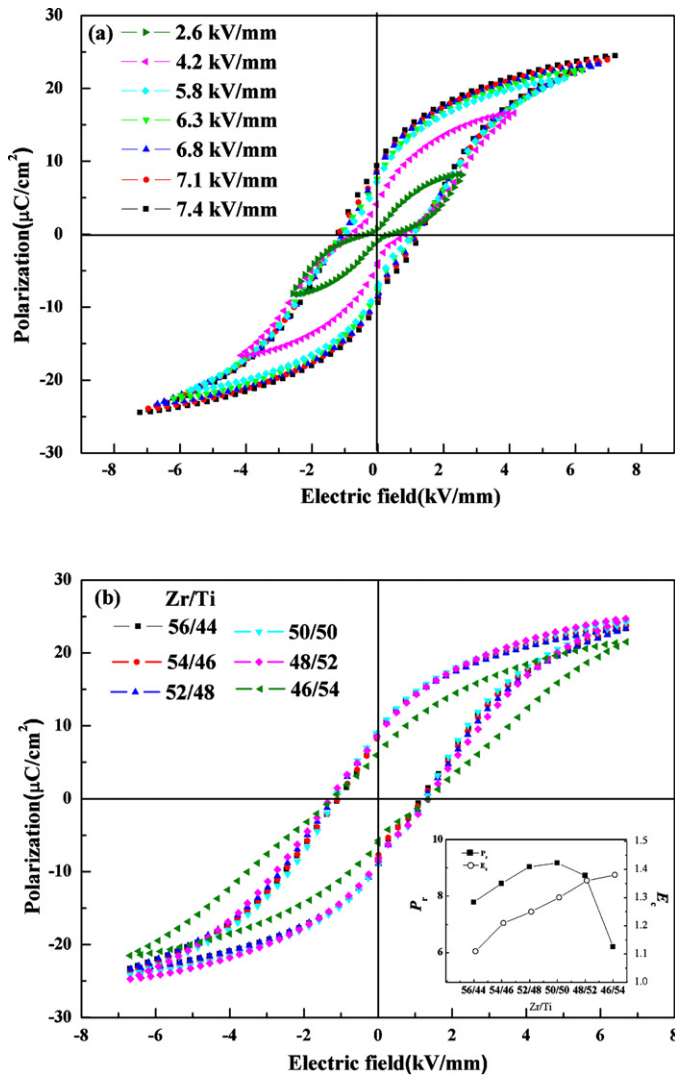 (a)
2.6 kV/mm
4.2 kV/mm
5.8 kV/mm
6.3 kV/mm
6.8 kV/mm
7.1 kV/mm
7.4 kV/mm
30
20
10
0
-10
-20
-30
Polarization(μC/cm²)
-8 -6 -4 -2 0 2 4 6 8
Electric field(kV/mm)
(b)
Zr/Ti
56/44 50/50
54/46 48/52
52/48 46/54
30
20
10
0
-10
-20
-30
Polarization(μC/cm²)
-8 -6 -4 -2 0 2 4 6 8
Electric field(kV/mm)
Pr
Ec
10
8
6
Pr
1.5
1.4
1.3
1.2
1.1
1.0
Ec
56/44 54/46 52/48 50/50 48/52 46/54
Zr/Ti